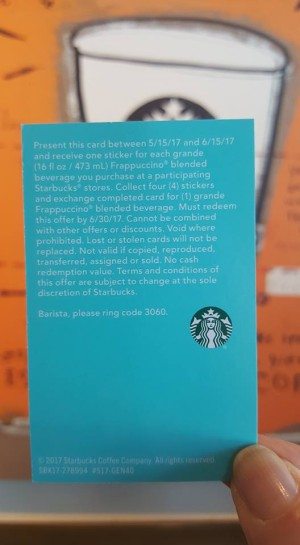 Present this card between 5/15/17 and 6/15/17
and receive one sticker for each grande
(16 fl oz / 473 mL) Frappuccino® blended
beverage you purchase at a participating
Starbucks® stores. Collect four (4) stickers
and exchange completed card for (1) grande
Frappuccino® blended beverage. Must redeem
this offer by 6/30/17. Cannot be combined
with other offers or discounts. Void where
prohibited. Lost or stolen cards will not be
replaced. Not valid if copied, reproduced,
transferred, assigned or sold. No cash
redemption value. Terms and conditions of
this offer are subject to change at the sole
discretion of Starbucks.
Barista, please ring code 3060.
© 2017 Starbucks Coffee Company. All rights reserved.
SBX17-278994 #517-GEN40